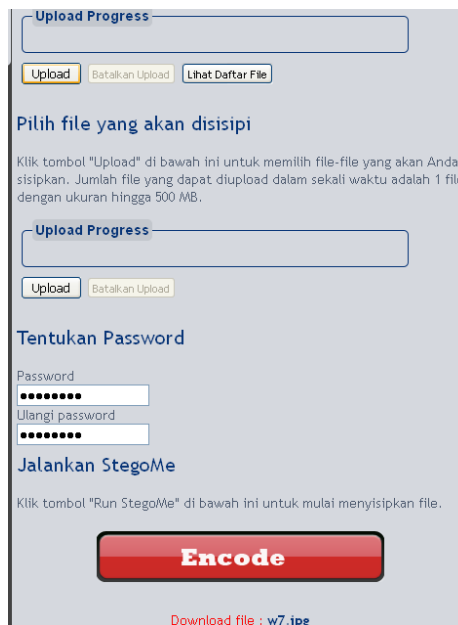 Upload Progress
Upload Batalkan Upload Lihat Daftar File
Pilih file yang akan disisipi
Klik tombol "Upload" di bawah ini untuk memilih file-file yang akan Anda
sisipkan. Jumlah file yang dapat diupload dalam sekali waktu adalah 1 file
dengan ukuran hingga 500 MB.
Upload Progress
Upload Batalkan Upload
Tentukan Password
Password
●●●●●●●●
Ulangi password
●●●●●●●●
Jalankan StegoMe
Klik tombol "Run StegoMe" di bawah ini untuk mulai menyisipkan file.
Encode
Download file : w7.jpg